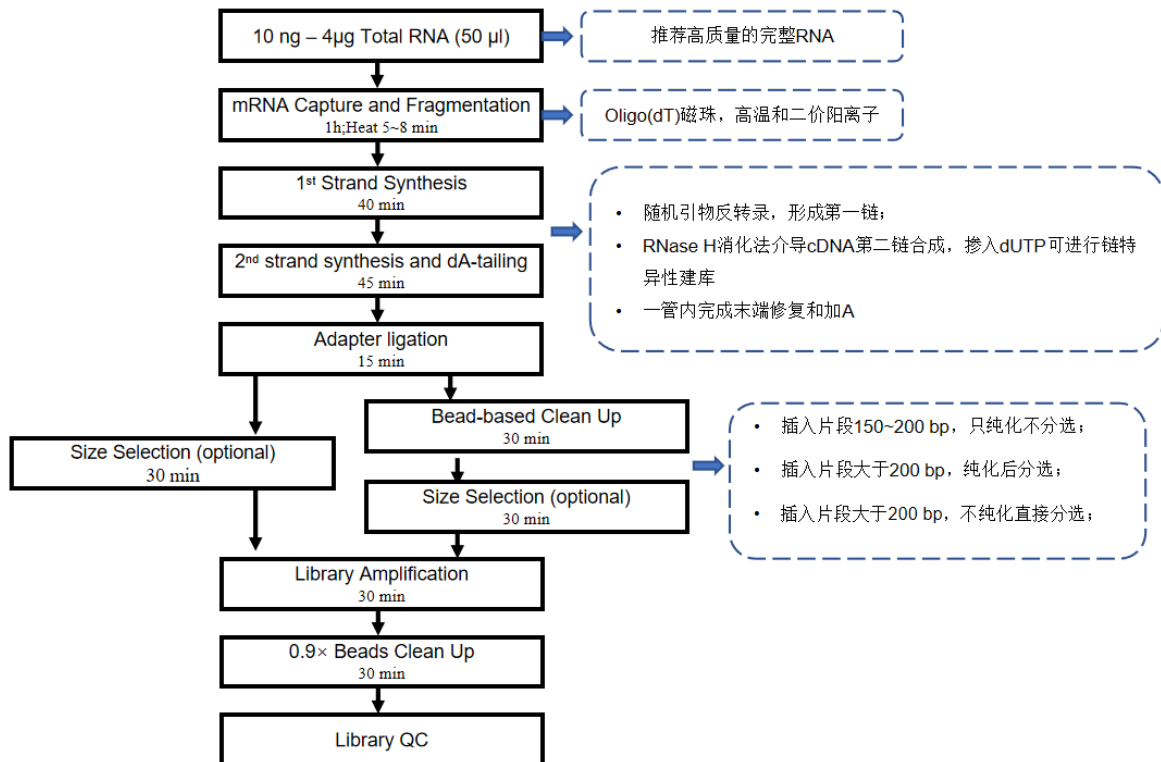 10 ng – 4μg Total RNA (50 μl)
推荐高质量的完整RNA
mRNA Capture and Fragmentation
1h;Heat 5~8 min
Oligo(dT)磁珠，高温和二价阳离子
1st Strand Synthesis
40 min
2nd strand synthesis and dA-tailing
45 min
• 随机引物反转录，形成第一链；
• RNase H消化法介导cDNA第二链合成，掺入dUTP可进行链特
异性建库
• 一管内完成末端修复和加A
Adapter ligation
15 min
Size Selection (optional)
30 min
Bead-based Clean Up
30 min
Size Selection (optional)
30 min
• 插入片段150~200 bp，只纯化不分选；
• 插入片段大于200 bp，纯化后分选；
• 插入片段大于200 bp，不纯化直接分选；
Library Amplification
30 min
0.9× Beads Clean Up
30 min
Library QC